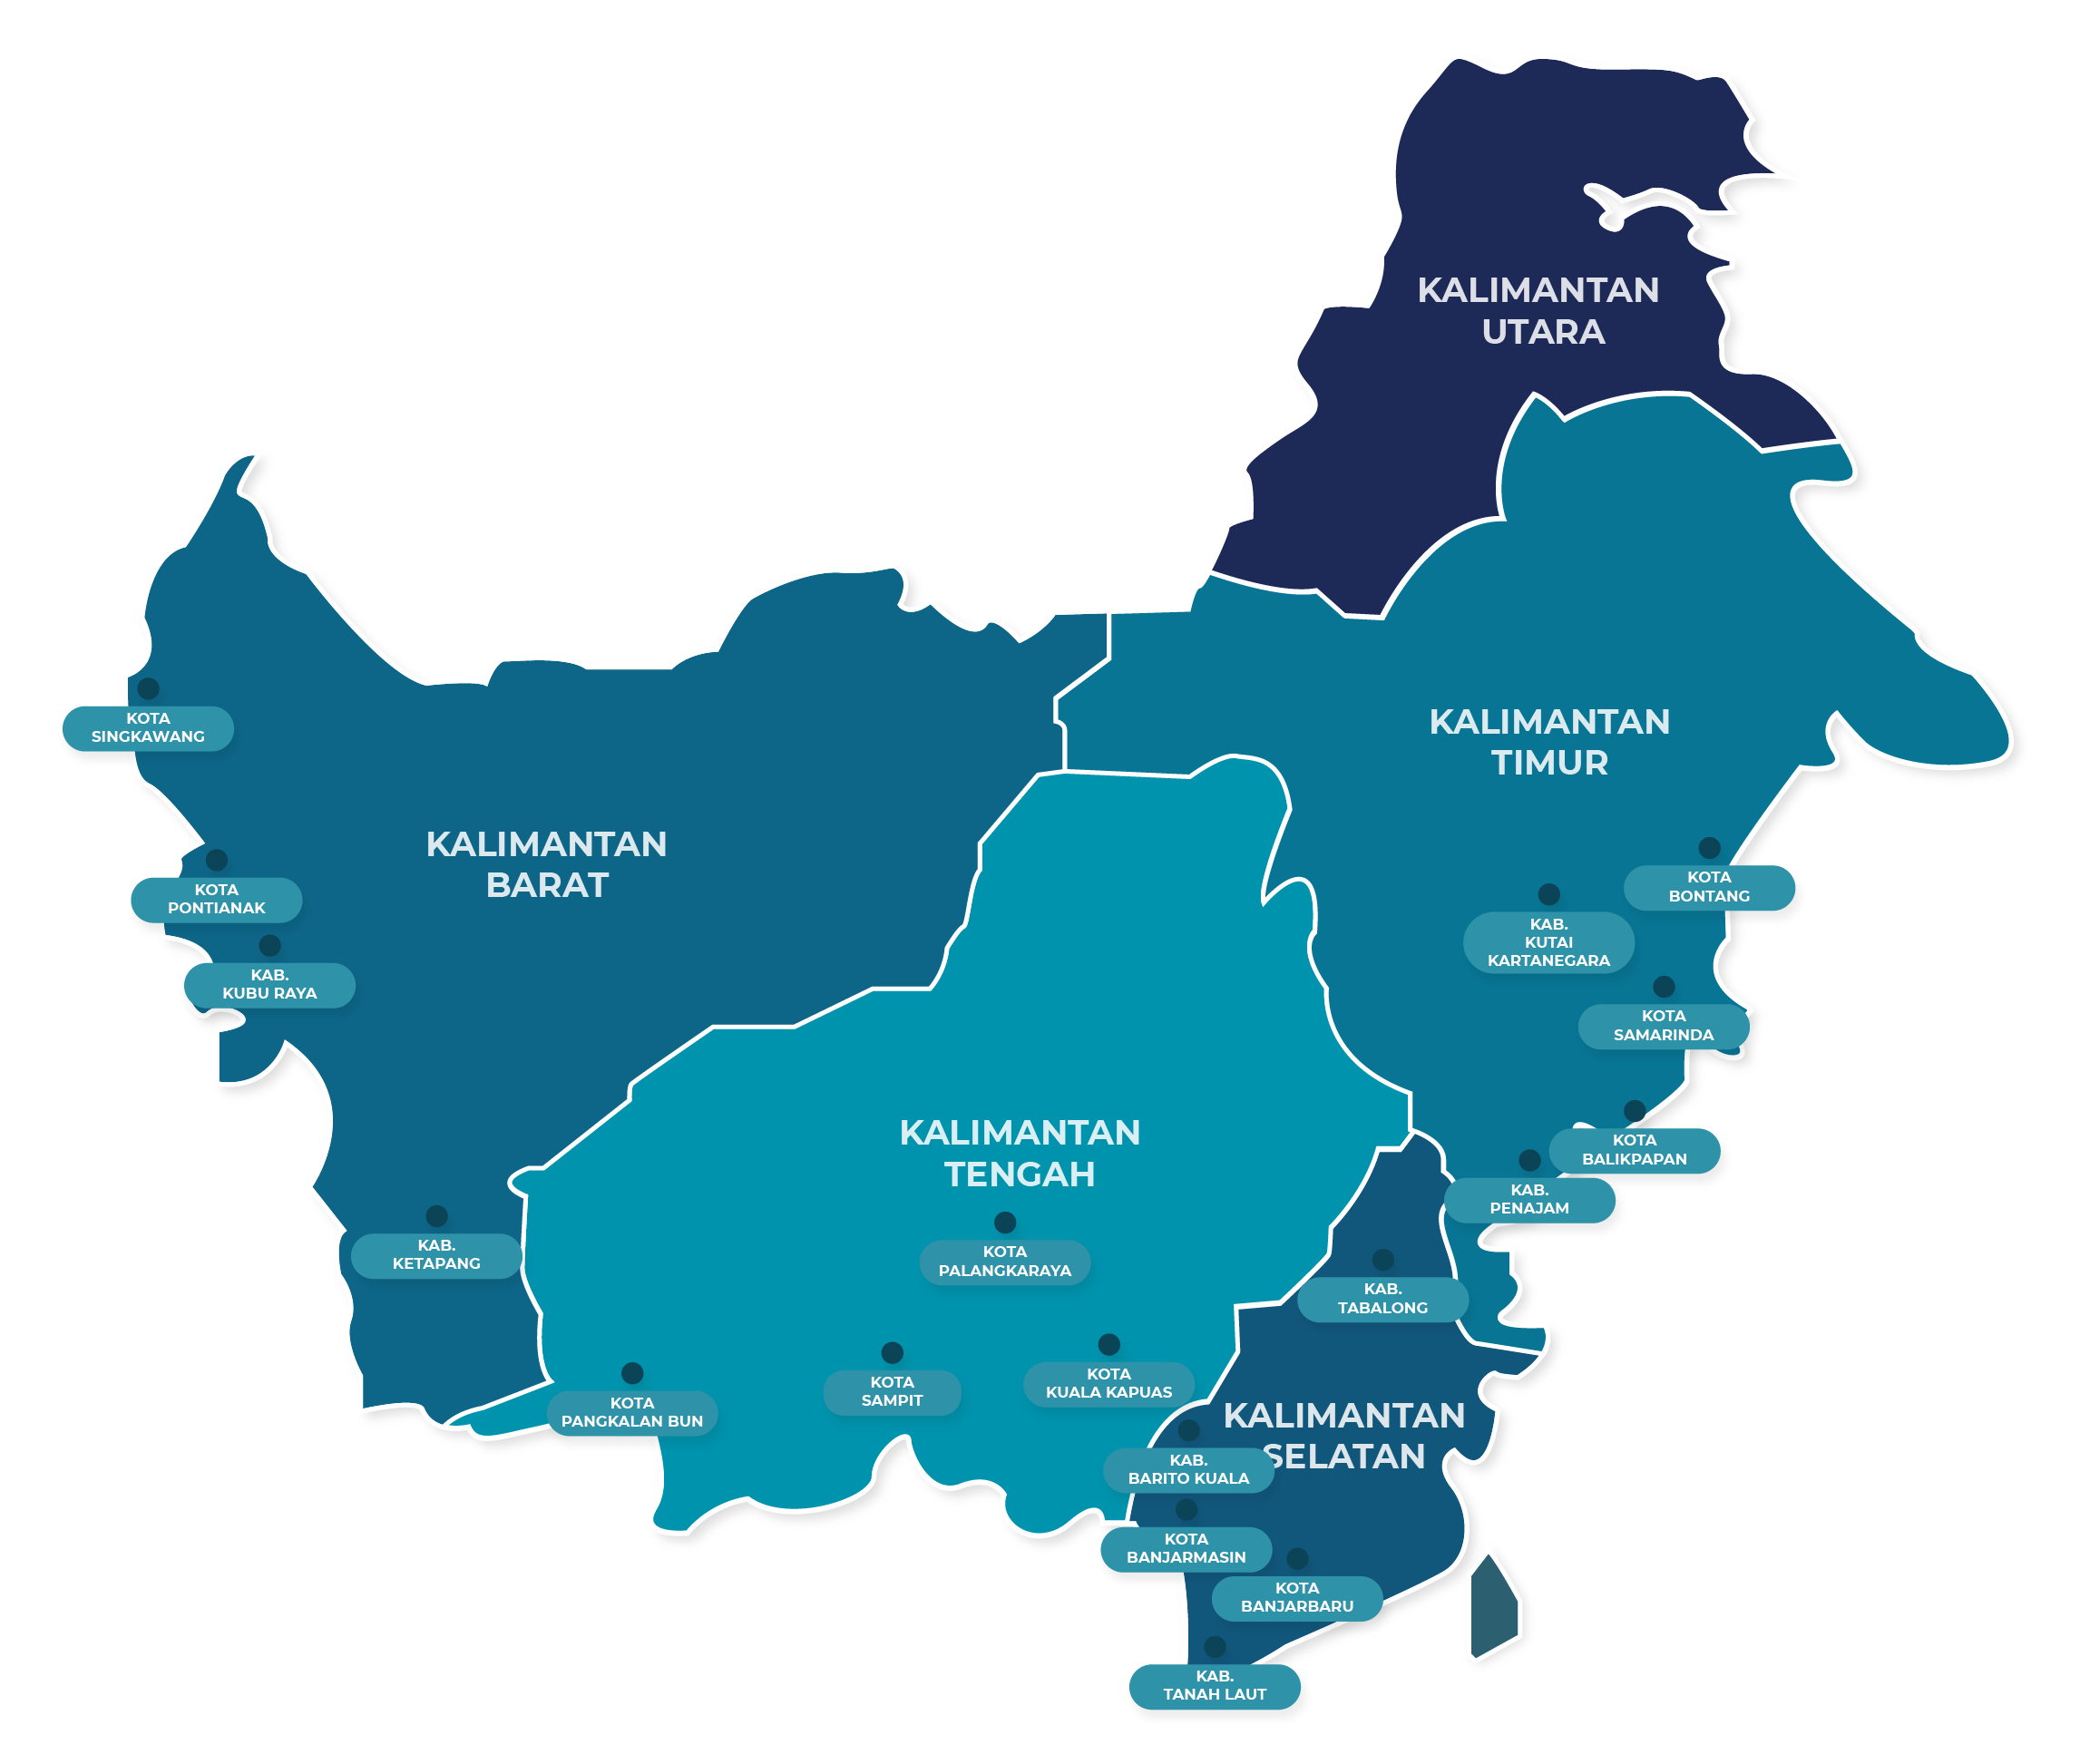 KALIMANTAN
UTARA
KALIMANTAN
TIMUR
KOTA
SINGKAWANG
KALIMANTAN
BARAT
KOTA
PONTIANAK
KOTA
BONTANG
KAB.
KUTAI
KARTANEGARA
KAB.
KUBU RAYA
KOTA
SAMARINDA
KALIMANTAN
TENGAH
KOTA
BALIKPAPAN
KAB.
PENAJAM
KAB.
KETAPANG
KOTA
PALANGKARAYA
KAB.
TABALONG
KOTA
KUALA KAPUAS
KOTA
SAMPIT
KOTA
PANGKALAN BUN
KALIMANTAN
SELATAN
KAB.
BARITO KUALA
KOTA
BANJARMASIN
KOTA
BANJARBARU
KAB.
TANAH LAUT